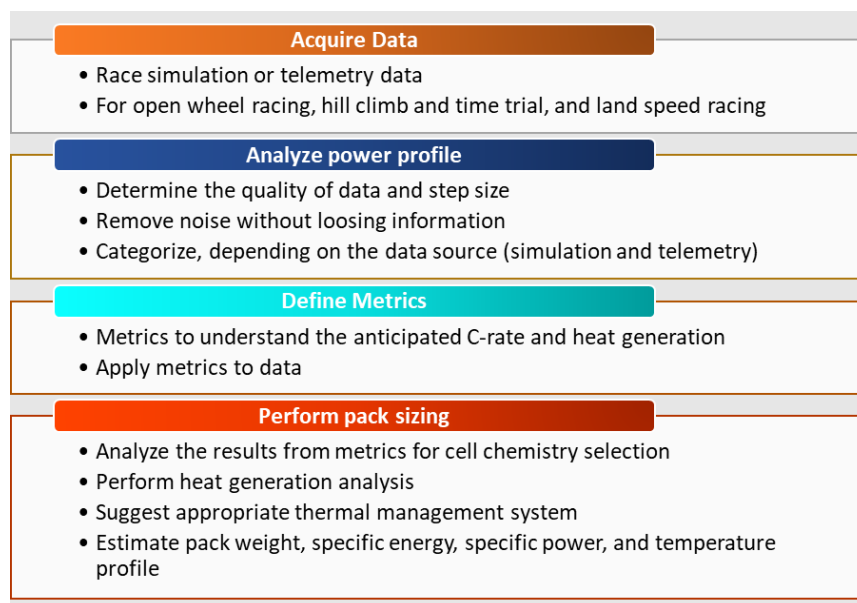 Acquire Data
• Race simulation or telemetry data
• For open wheel racing, hill climb and time trial, and land speed racing
Analyze power profile
• Determine the quality of data and step size
• Remove noise without loosing information
• Categorize, depending on the data source (simulation and telemetry)
Define Metrics
• Metrics to understand the anticipated C-rate and heat generation
• Apply metrics to data
Perform pack sizing
• Analyze the results from metrics for cell chemistry selection
• Perform heat generation analysis
• Suggest appropriate thermal management system
• Estimate pack weight, specific energy, specific power, and temperature
profile